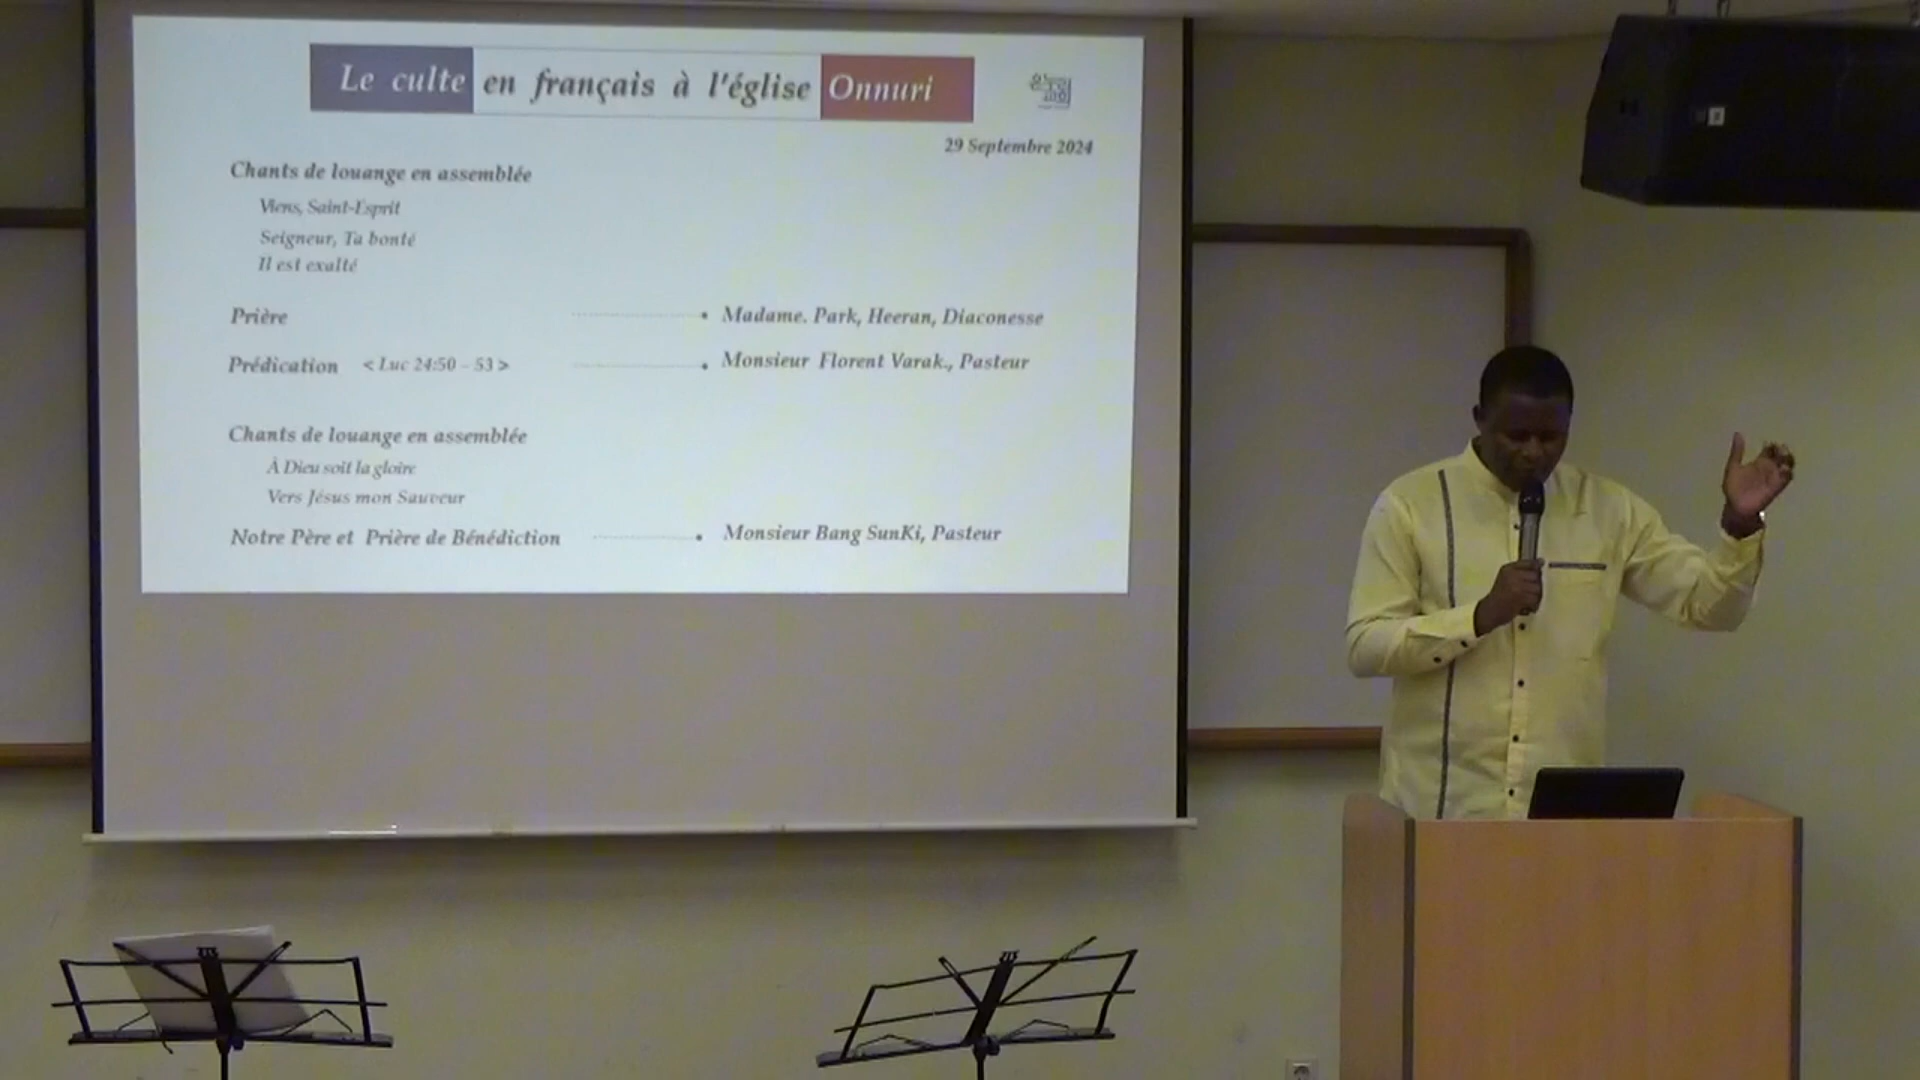 Le culte en français à l'église Onnuri
29 Septembre 2024
Chants de louange en assemblée
Viens, Saint-Esprit
Seigneur, Ta bonté
Il est exalté
Prière Madame. Park, Heeran, Diaconesse
Prédication < Luc 24:50 - 53 > Monsieur Florent Varak., Pasteur
Chants de louange en assemblée
À Dieu soit la gloire
Vers Jésus mon Sauveur
Notre Père et Prière de Bénédiction Monsieur Bang SunKi, Pasteur